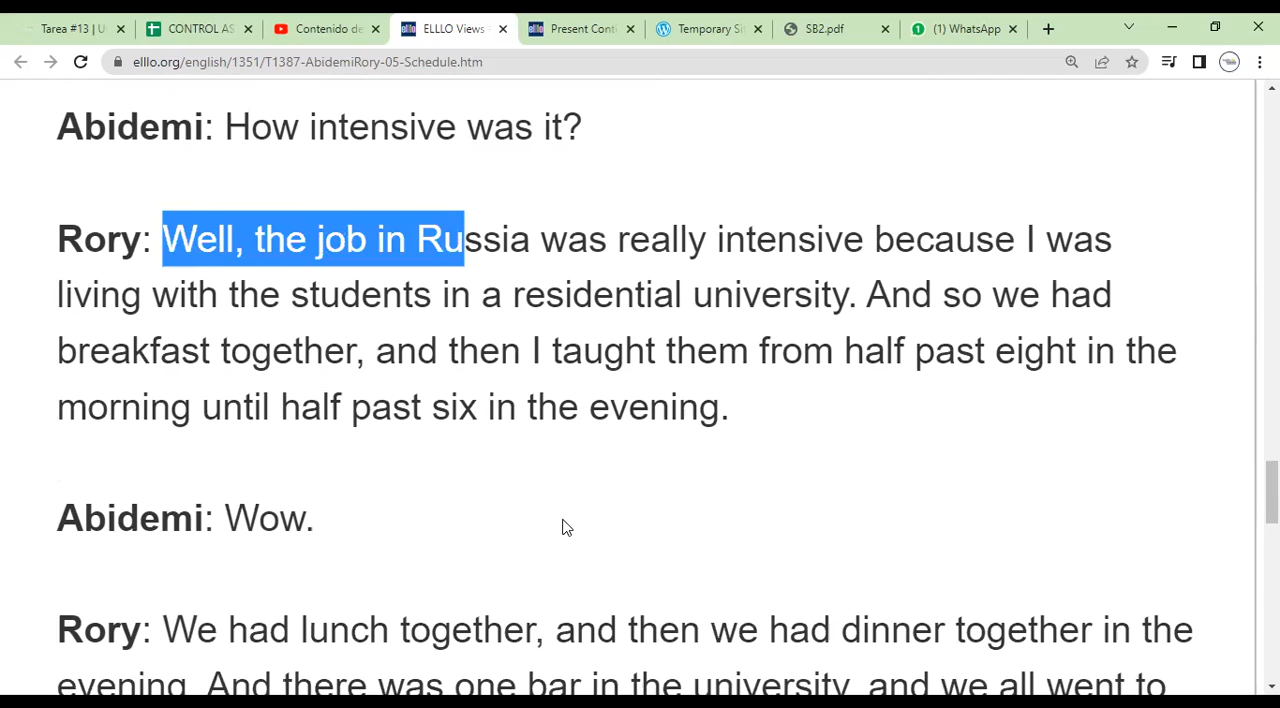 Tarea #13 | U
CONTROL AS
Contenido de
ELLLO Views
Present Conti
Temporary Sit
SB2.pdf
(1) WhatsApp
elllo.org/english/1351/T1387-AbidemiRory-05-Schedule.htm
Abidemi: How intensive was it?
Rory: Well, the job in Russia was really intensive because I was
living with the students in a residential university. And so we had
breakfast together, and then I taught them from half past eight in the
morning until half past six in the evening.
Abidemi: Wow.
Rory: We had lunch together, and then we had dinner together in the
evening. And there was one bar in the university, and we all went to